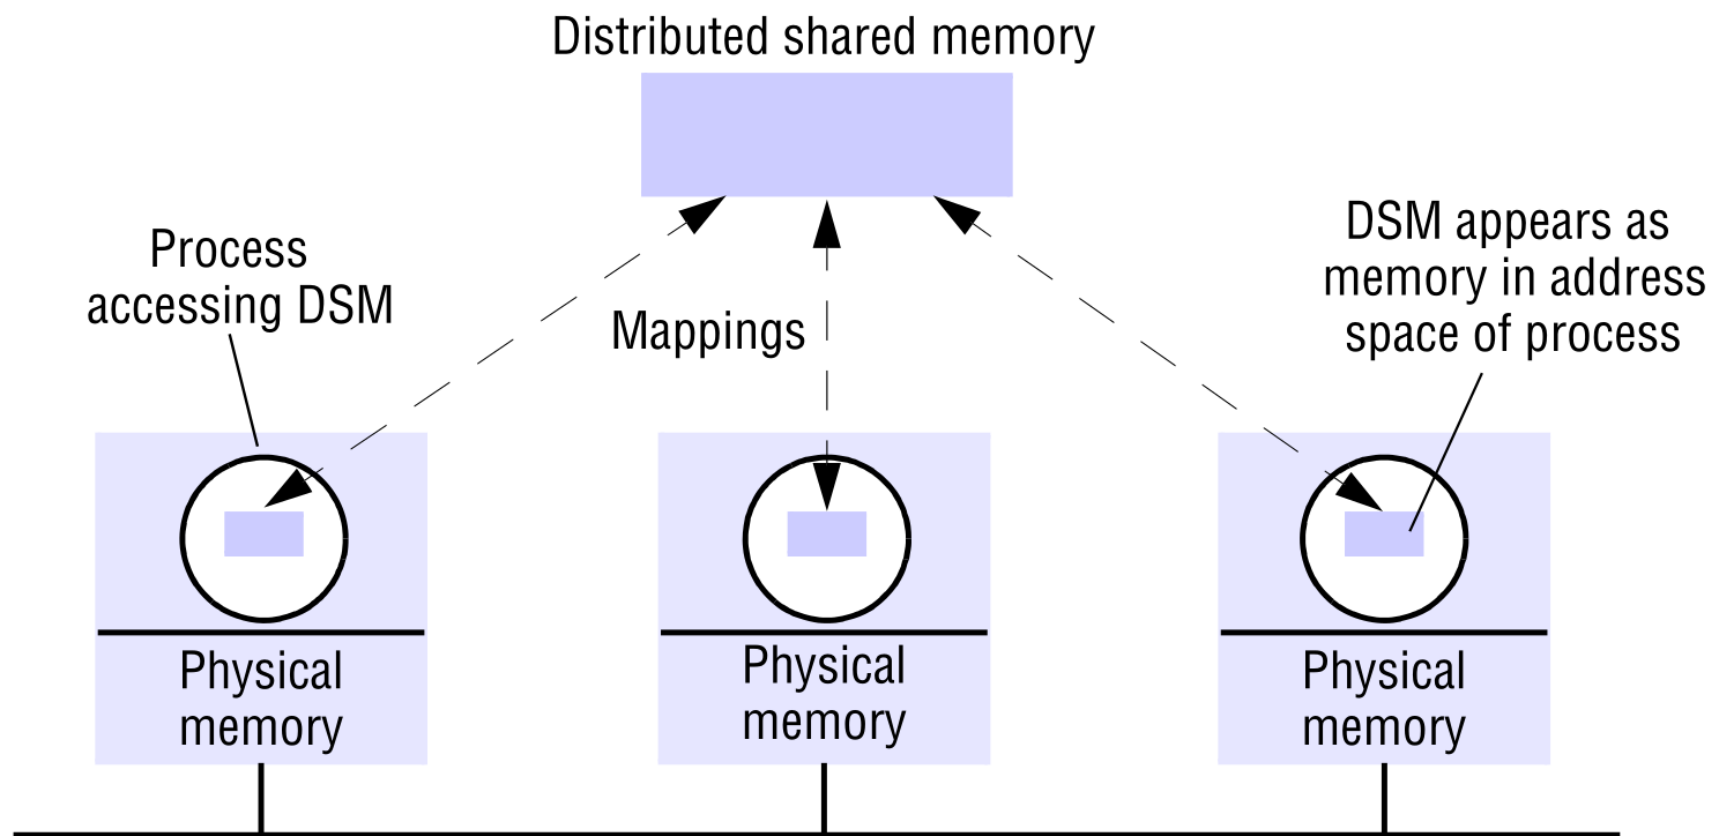 Distributed shared memory
Process
accessing DSM
Mappings
DSM appears as
memory in address
space of process
Physical
memory
Physical
memory
Physical
memory